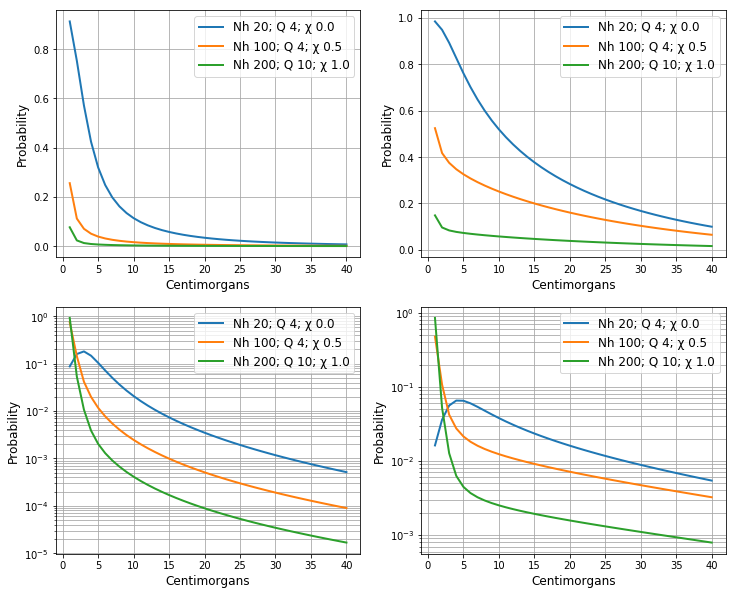 Nh 20; Q 4; χ 0.0
Nh 100; Q 4; χ 0.5
Nh 200; Q 10; χ 1.0
Probability
0.8
0.6
0.4
0.2
0.0
0 5 10 15 20 25 30 35 40
Centimorgans
Nh 20; Q 4; χ 0.0
Nh 100; Q 4; χ 0.5
Nh 200; Q 10; χ 1.0
Probability
1.0
0.8
0.6
0.4
0.2
0.0
0 5 10 15 20 25 30 35 40
Centimorgans
Nh 20; Q 4; χ 0.0
Nh 100; Q 4; χ 0.5
Nh 200; Q 10; χ 1.0
Probability
10⁰
10⁻¹
10⁻²
10⁻³
10⁻⁴
10⁻⁵
0 5 10 15 20 25 30 35 40
Centimorgans
Nh 20; Q 4; χ 0.0
Nh 100; Q 4; χ 0.5
Nh 200; Q 10; χ 1.0
Probability
10⁰
10⁻¹
10⁻²
10⁻³
0 5 10 15 20 25 30 35 40
Centimorgans